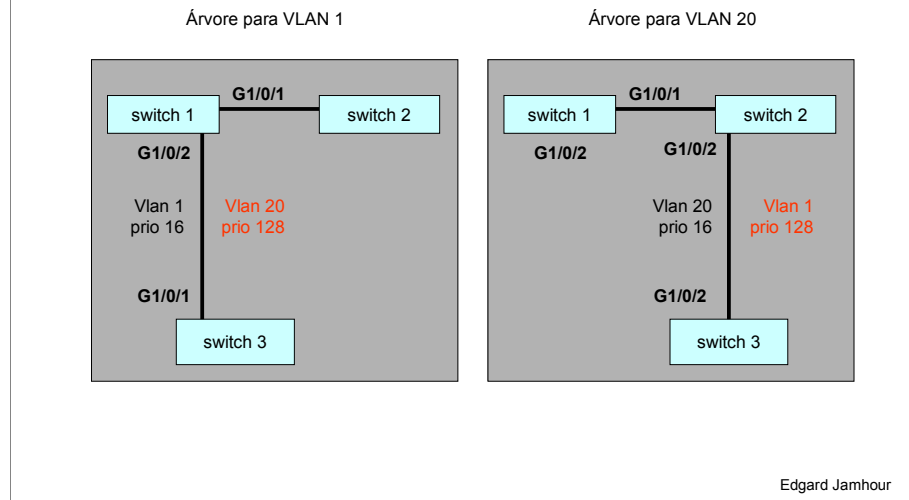 Árvore para VLAN 1
G1/0/1
switch 1
switch 2
G1/0/2
Vlan 1
prio 16
Vlan 20
prio 128
G1/0/1
switch 3
Árvore para VLAN 20
G1/0/1
switch 1
switch 2
G1/0/2
G1/0/2
Vlan 20
prio 16
Vlan 1
prio 128
G1/0/2
switch 3
Edgard Jamhour